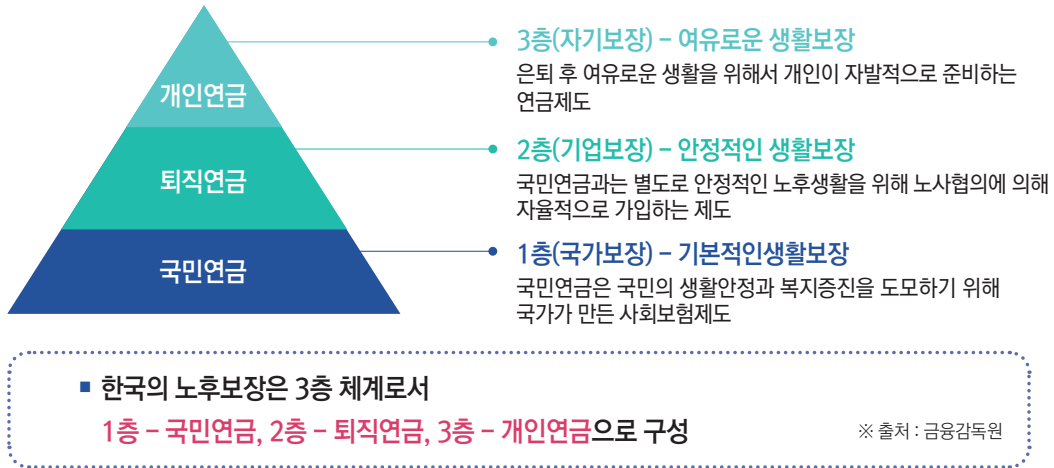 개인연금
3층(자기보장) – 여유로운 생활보장
은퇴 후 여유로운 생활을 위해서 개인이 자발적으로 준비하는
연금제도
퇴직연금
2층(기업보장) – 안정적인 생활보장
국민연금과는 별도로 안정적인 노후생활을 위해 노사협의에 의해
자율적으로 가입하는 제도
국민연금
1층(국가보장) – 기본적인생활보장
국민연금은 국민의 생활안정과 복지증진을 도모하기 위해
국가가 만든 사회보험제도
■ 한국의 노후보장은 3층 체계로서
1층 – 국민연금, 2층 – 퇴직연금, 3층 – 개인연금으로 구성
※ 출처 : 금융감독원